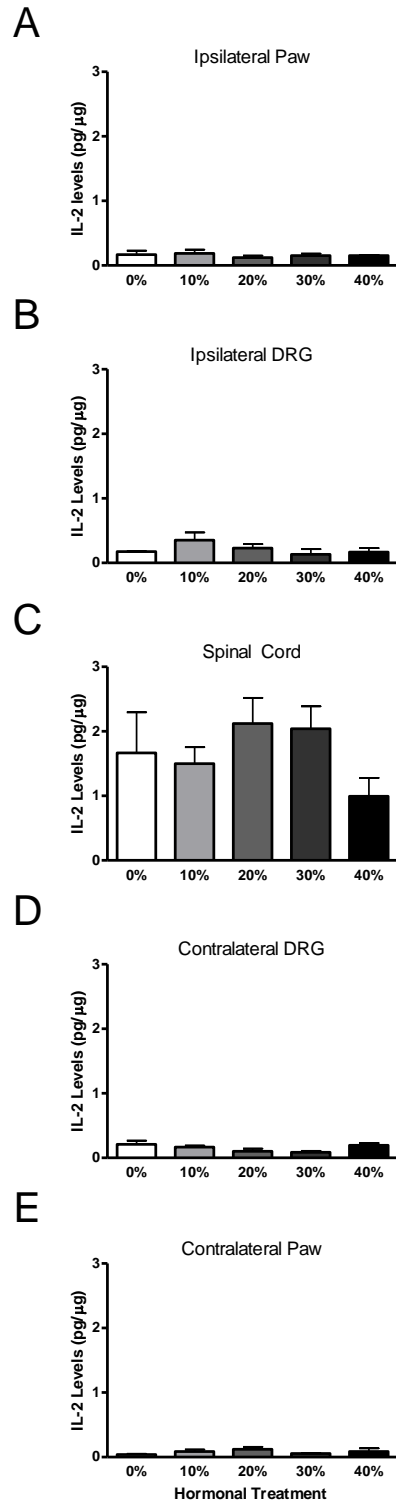 A
Ipsilateral Paw
IL-2 levels (pg/µg)
3
2
1
0
0% 10% 20% 30% 40%
B
Ipsilateral DRG
IL-2 Levels (pg/µg)
3
2
1
0
0% 10% 20% 30% 40%
C
Spinal Cord
IL-2 Levels (pg/µg)
3
2
1
0
0% 10% 20% 30% 40%
D
Contralateral DRG
IL-2 Levels (pg/µg)
3
2
1
0
0% 10% 20% 30% 40%
E
Contralateral Paw
IL-2 Levels (pg/µg)
3
2
1
0
0% 10% 20% 30% 40%
Hormonal Treatment